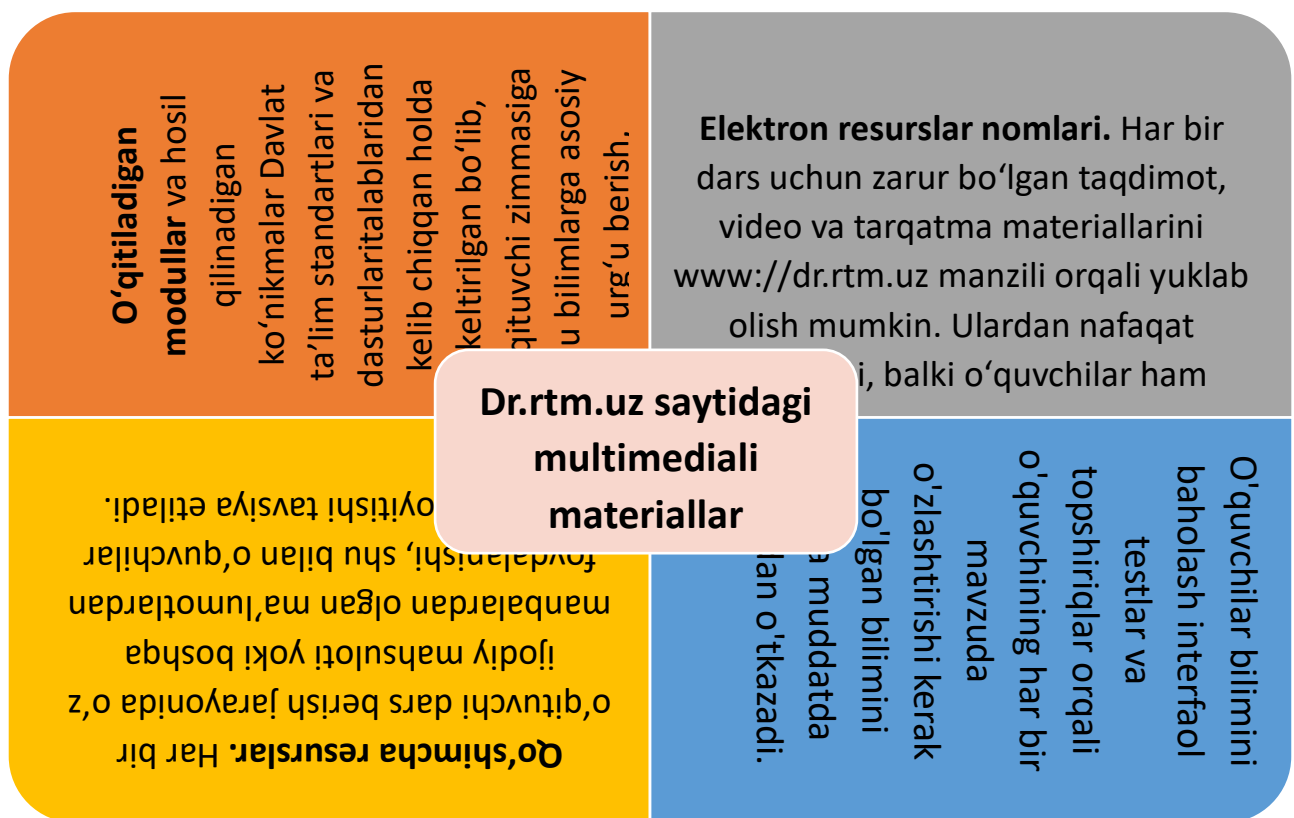 O‘qitiladigan
modullar va hosil
qilinadigan
ko‘nikmalar Davlat
ta’lim standartlari va
dasturlaritalablaridan
kelib chiqqan holda
keltirilgan bo‘lib,
qituvchi zimmasiga
u bilimlarga asosiy
urg‘u berish.
Elektron resurslar nomlari. Har bir
dars uchun zarur bo‘lgan taqdimot,
video va tarqatma materiallarini
www://dr.rtm.uz manzili orqali yuklab
olish mumkin. Ulardan nafaqat
i, balki o‘quvchilar ham
Dr.rtm.uz saytidagi
multimediali
materiallar
Qo‘shimcha resurslar. Har bir
o‘qituvchi dars berish jarayonida o‘z
ijodiy mahsuloti yoki boshqa
manbalardan olgan ma’lumotlardan
foydalanishi, shu bilan o‘quvchilar
oyitishi tavsiya etiladi.
O'quvchilar bilimini
baholash interfaol
testlar va
topshiriqlar orqali
o'quvchining har bir
mavzuda
o'zlashtirishi kerak
bo'lgan bilimini
a muddatda
lan o'tkazadi.